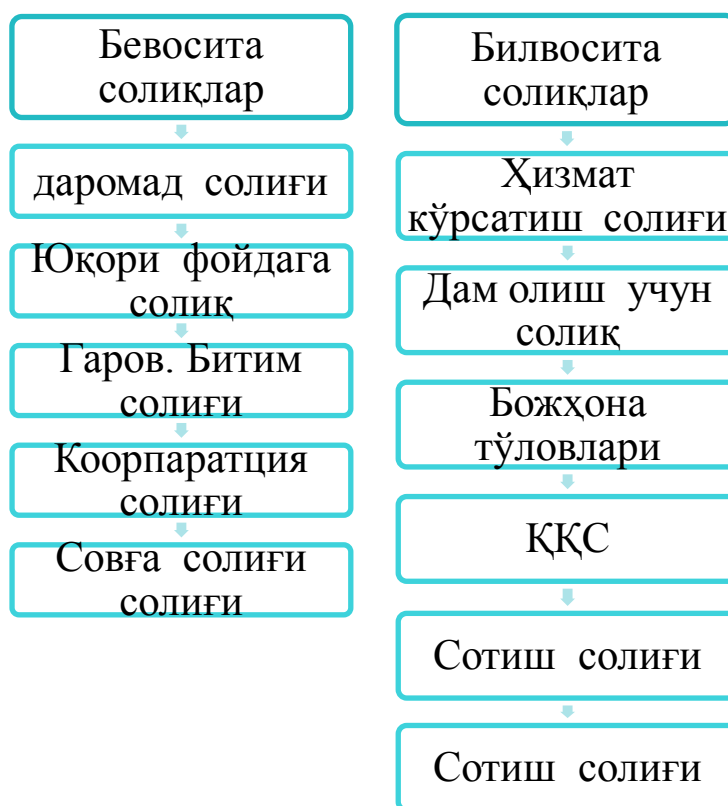 Бевосита
солиқлар
даромад солиғи
Юқори фойдага
солиқ
Гаров. Битим
солиғи
Коорпаратция
солиғи
Совға солиғи
солиғи
Билвосита
солиқлар
Ҳизмат
кўрсатиш солиғи
Дам олиш учун
солиқ
Божҳона
тўловлари
ҚҚС
Сотиш солиғи
Сотиш солиғи